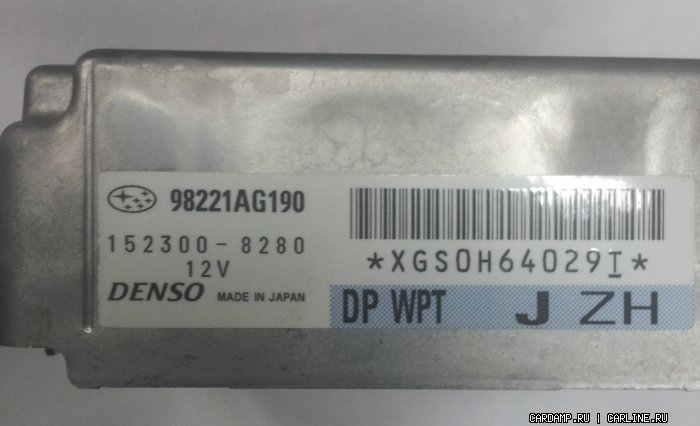 98221AG190
152300-8280
12V
DENSO MADE IN JAPAN
*XGS0H64029I*
DP WPT J ZH
CARDAMP.RU | CARLINE.RU